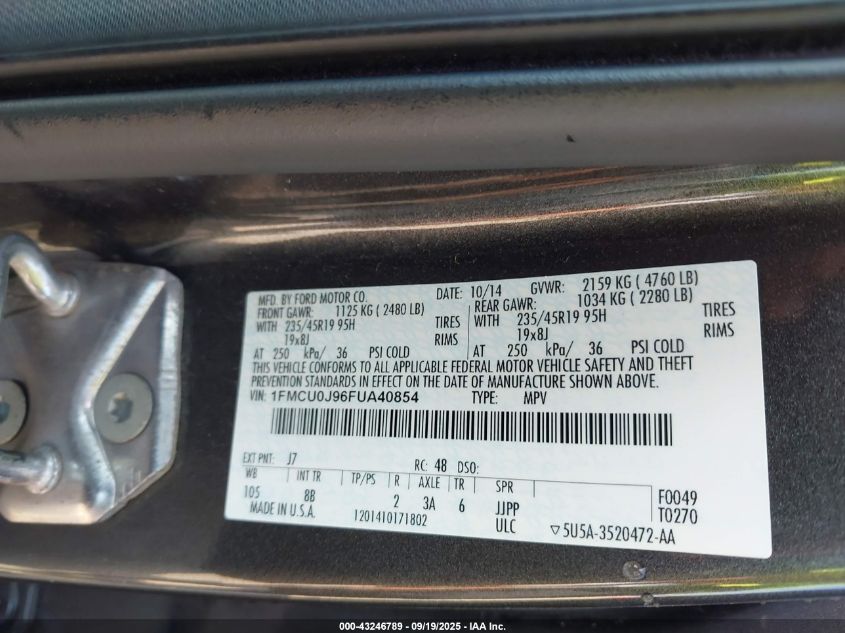 MFD. BY FORD MOTOR CO. DATE: 10/14 GVWR: 2159 KG ( 4760 LB)
FRONT GAWR: 1125 KG ( 2480 LB) REAR GAWR: 1034 KG ( 2280 LB)
WITH 235/45R19 95H TIRES WITH 235/45R19 95H TIRES
19x8J RIMS 19x8J RIMS
AT 250 kPa/ 36 PSI COLD AT 250 kPa/ 36 PSI COLD
THIS VEHICLE CONFORMS TO ALL APPLICABLE FEDERAL MOTOR VEHICLE SAFETY AND THEFT
PREVENTION STANDARDS IN EFFECT ON THE DATE OF MANUFACTURE SHOWN ABOVE.
VIN: 1FMCU0J96FUA40854 TYPE: MPV
EXT PNT: J7 RC: 48 DSO:
WB INT TR TP/PS R AXLE TR SPR
105 8B 2 3A 6 JJPP F0049
MADE IN U.S.A. 1201410171802 ULC T0270
▽5U5A-3520472-AA
000-43246789 - 09/19/2025 - IAA Inc.